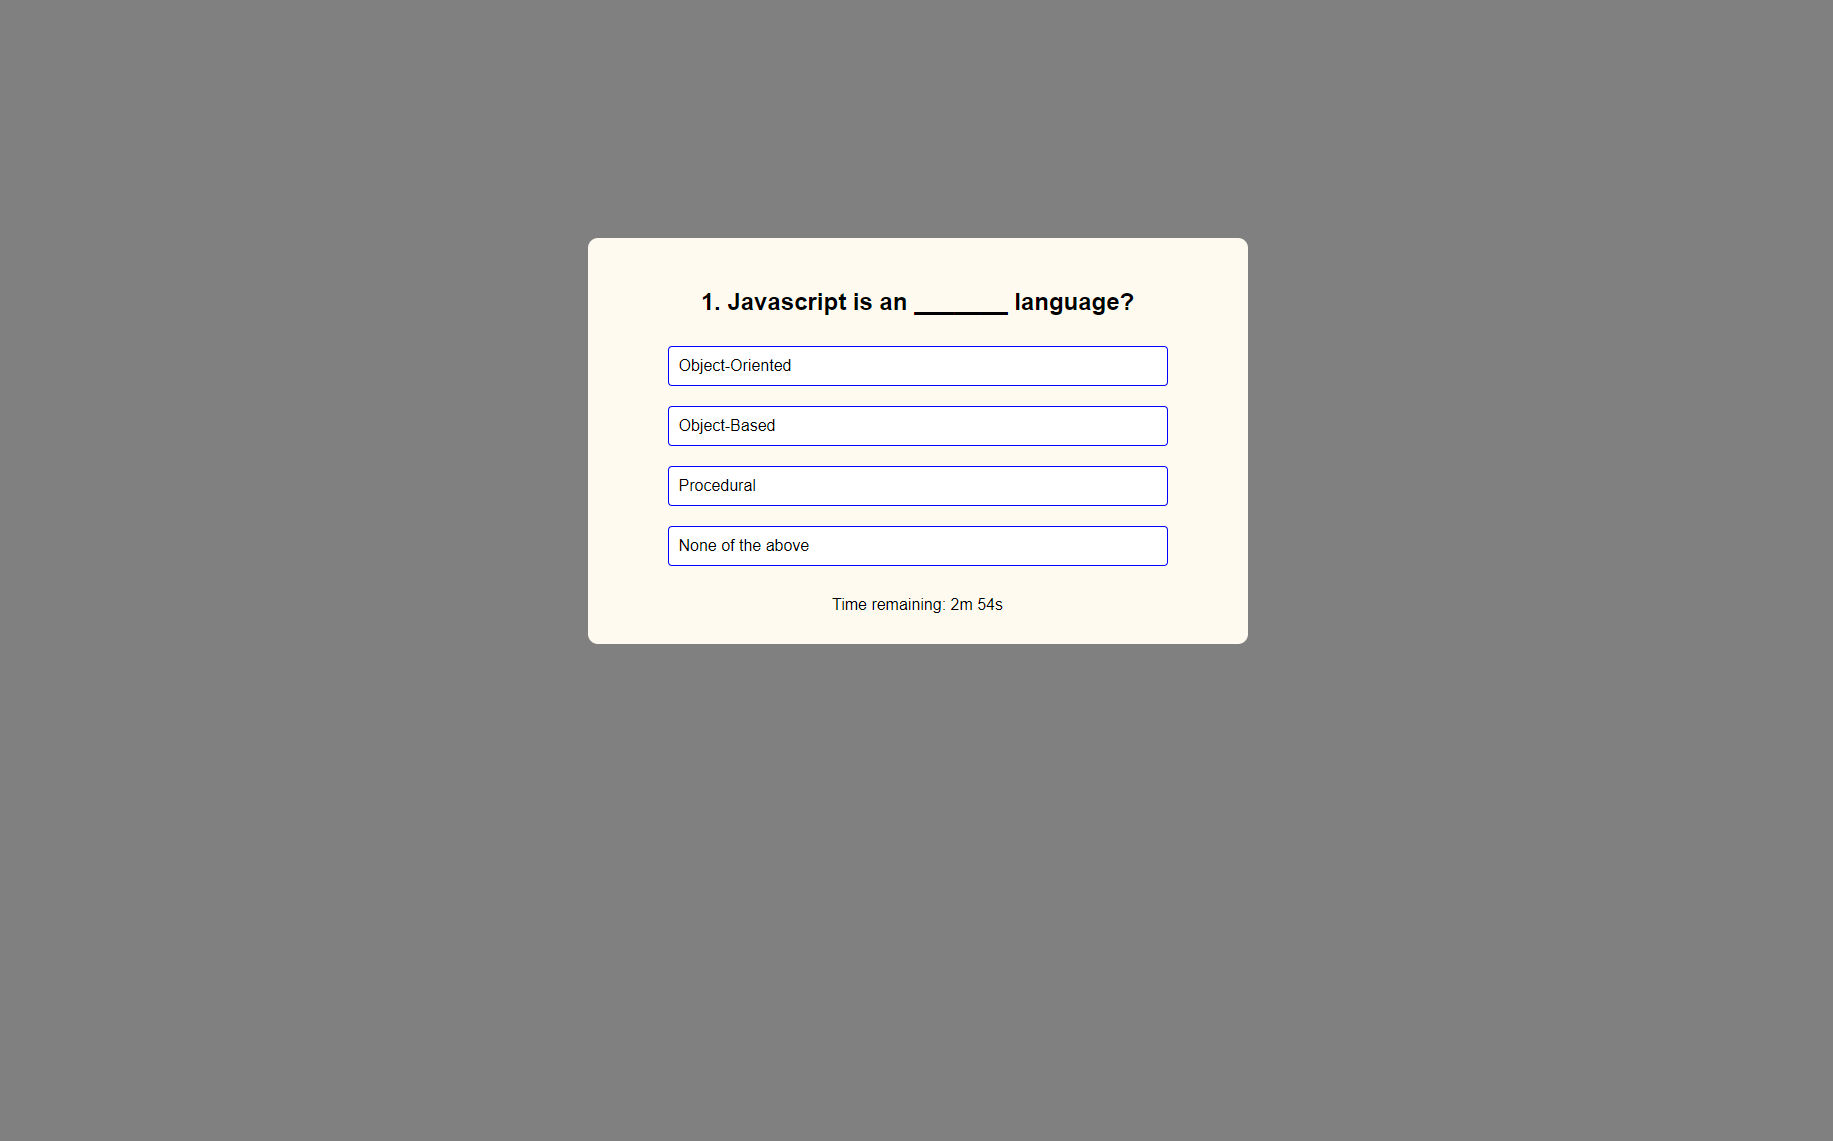 1. Javascript is an _______ language?
Object-Oriented
Object-Based
Procedural
None of the above
Time remaining: 2m 54s